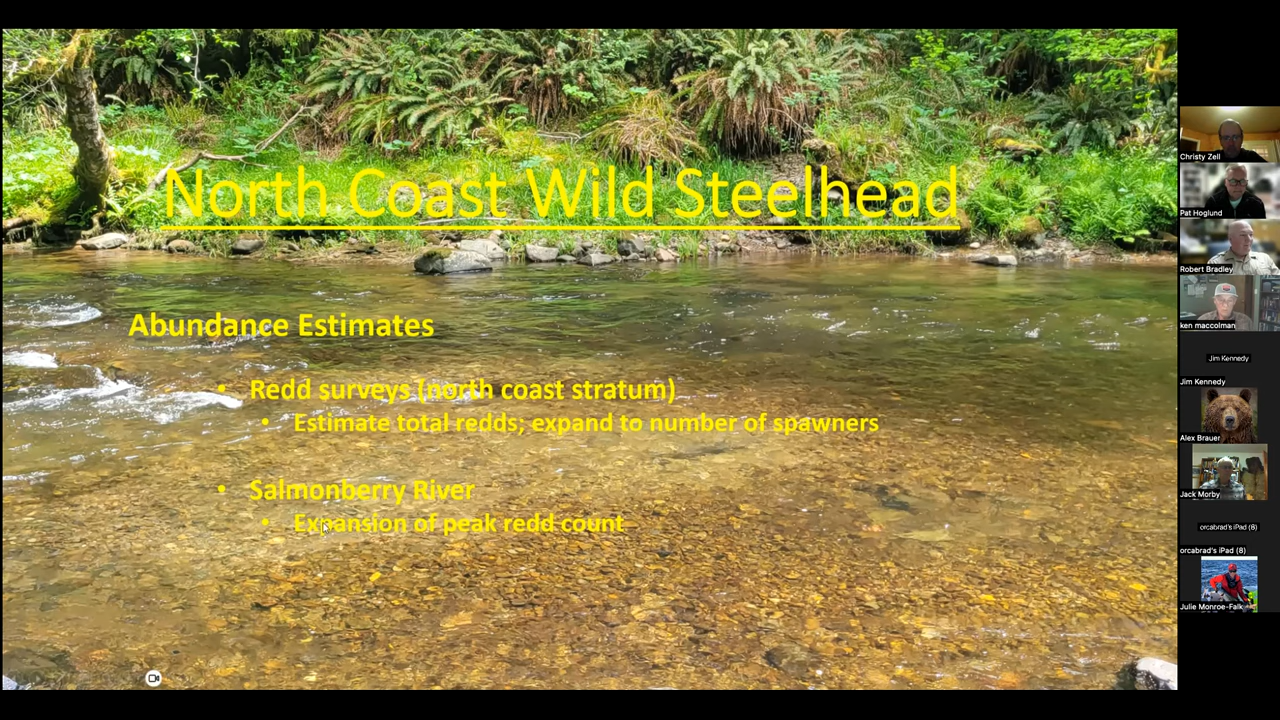 North Coast Wild Steelhead
Abundance Estimates
• Redd surveys (north coast stratum)
• Estimate total redds; expand to number of spawners
• Salmonberry River
• Expansion of peak redd count
Christy Zell
Pat Hoglund
Robert Bradley
ken maccolman
Jim Kennedy
Jim Kennedy
Alex Brauer
Jack Morby
orcabrad's iPad (8)
orcabrad's iPad (8)
Julie Monroe-Falk